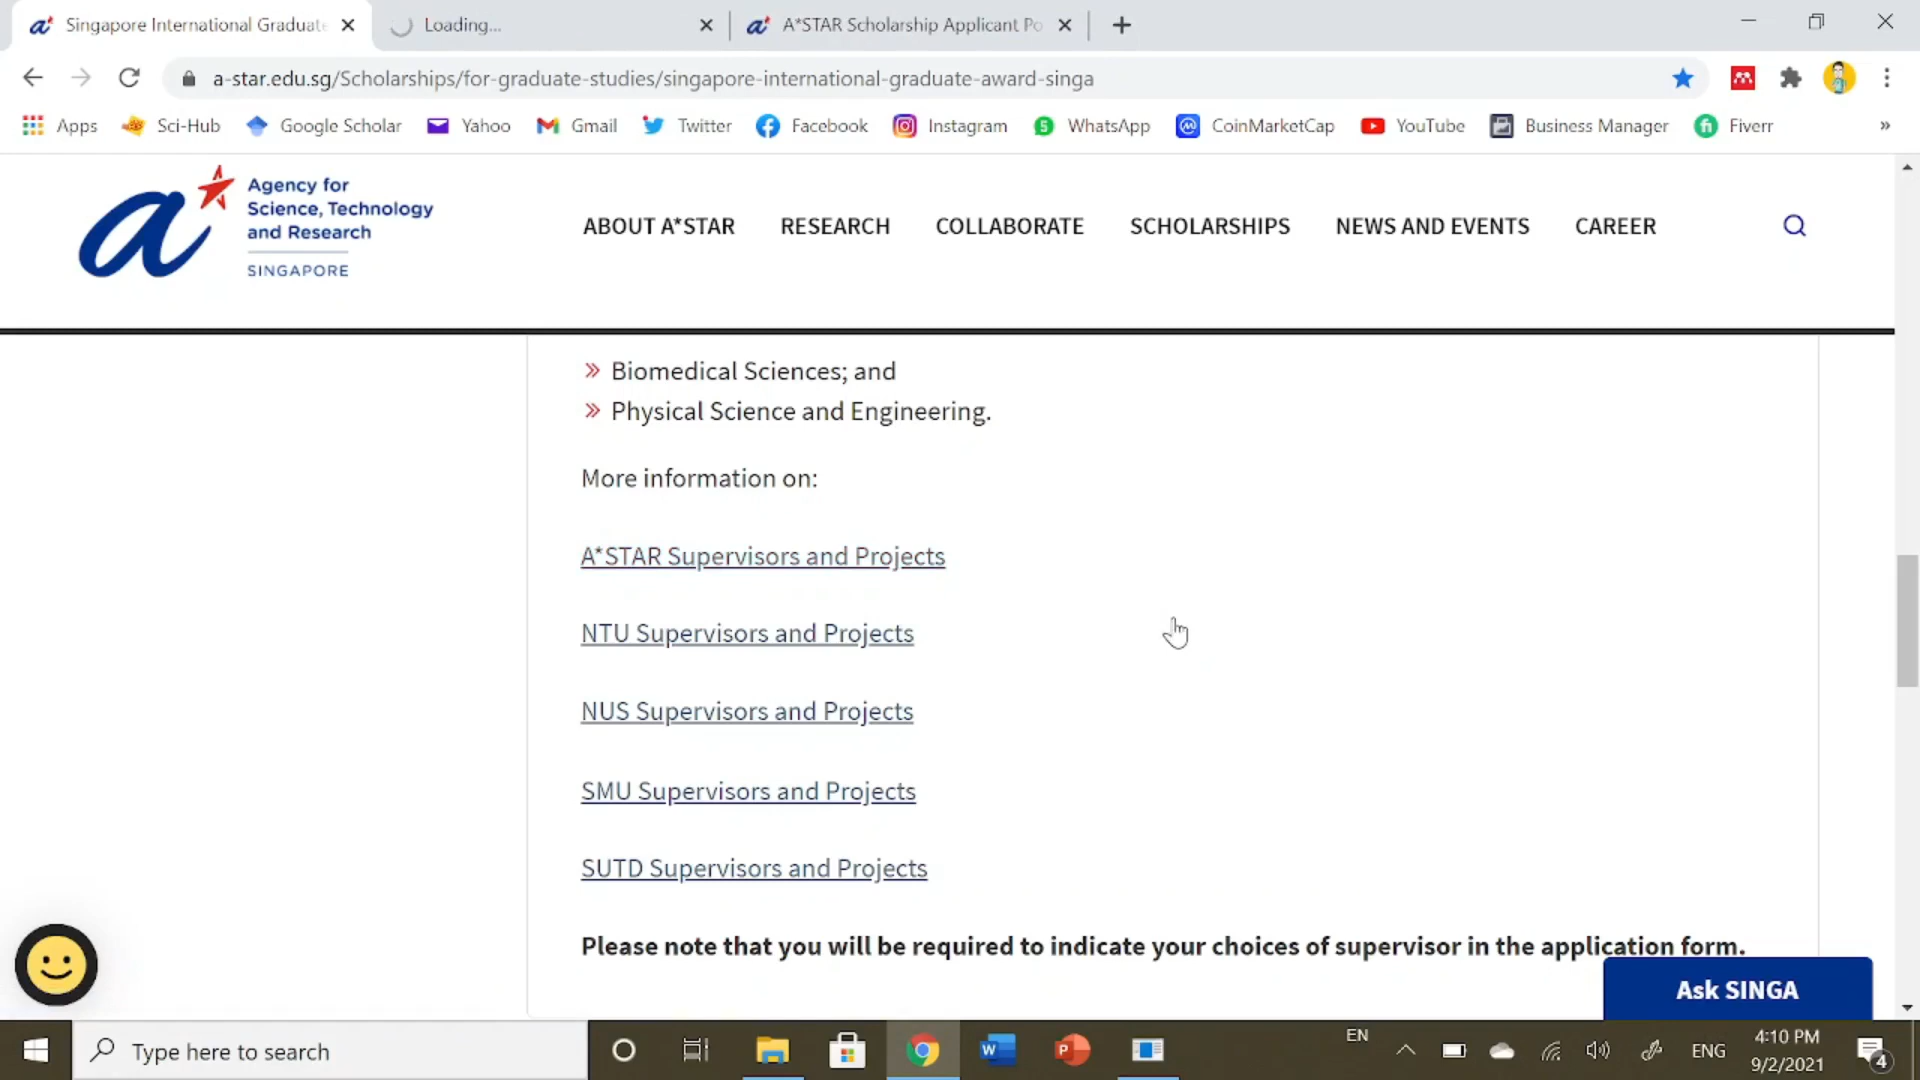 Singapore International Graduate
Loading...
A*STAR Scholarship Applicant Po
a-star.edu.sg/Scholarships/for-graduate-studies/singapore-international-graduate-award-singa
Apps Sci-Hub Google Scholar Yahoo Gmail Twitter Facebook Instagram WhatsApp CoinMarketCap YouTube Business Manager Fiverr »
Agency for
Science, Technology
and Research
SINGAPORE
ABOUT A*STAR RESEARCH COLLABORATE SCHOLARSHIPS NEWS AND EVENTS CAREER
Biomedical Sciences; and
Physical Science and Engineering.
More information on:
A*STAR Supervisors and Projects
NTU Supervisors and Projects
NUS Supervisors and Projects
SMU Supervisors and Projects
SUTD Supervisors and Projects
Please note that you will be required to indicate your choices of supervisor in the application form.
Ask SINGA
Type here to search
EN
ENG
4:10 PM
9/2/2021
4